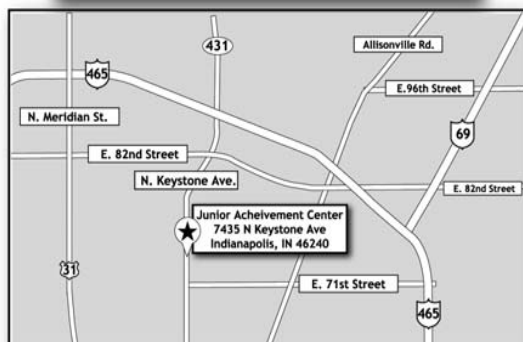 431
Allisonville Rd.
465
E.96th Street
N. Meridian St.
69
E. 82nd Street
N. Keystone Ave.
E. 82nd Street
Junior Acheivement Center
7435 N Keystone Ave
Indianapolis, IN 46240
31
E. 71st Street
465